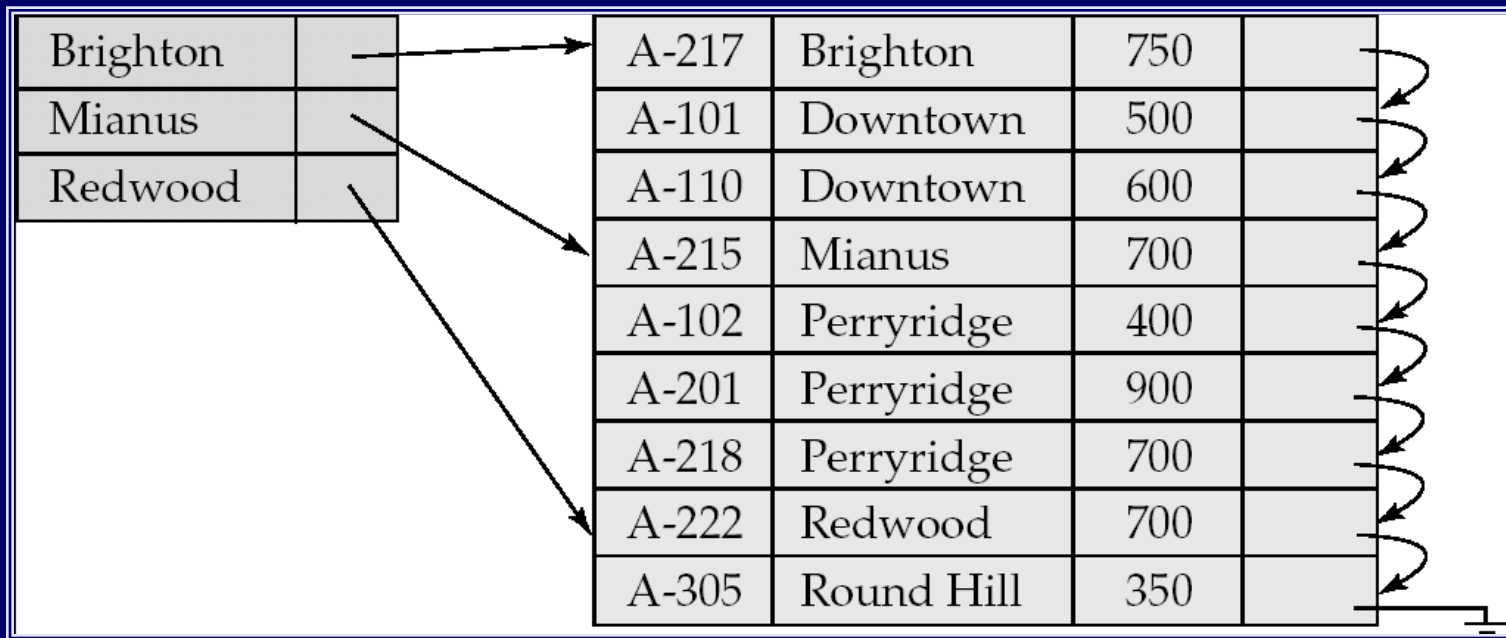 Brighton
Mianus
Redwood
A-217 Brighton 750
A-101 Downtown 500
A-110 Downtown 600
A-215 Mianus 700
A-102 Perryridge 400
A-201 Perryridge 900
A-218 Perryridge 700
A-222 Redwood 700
A-305 Round Hill 350